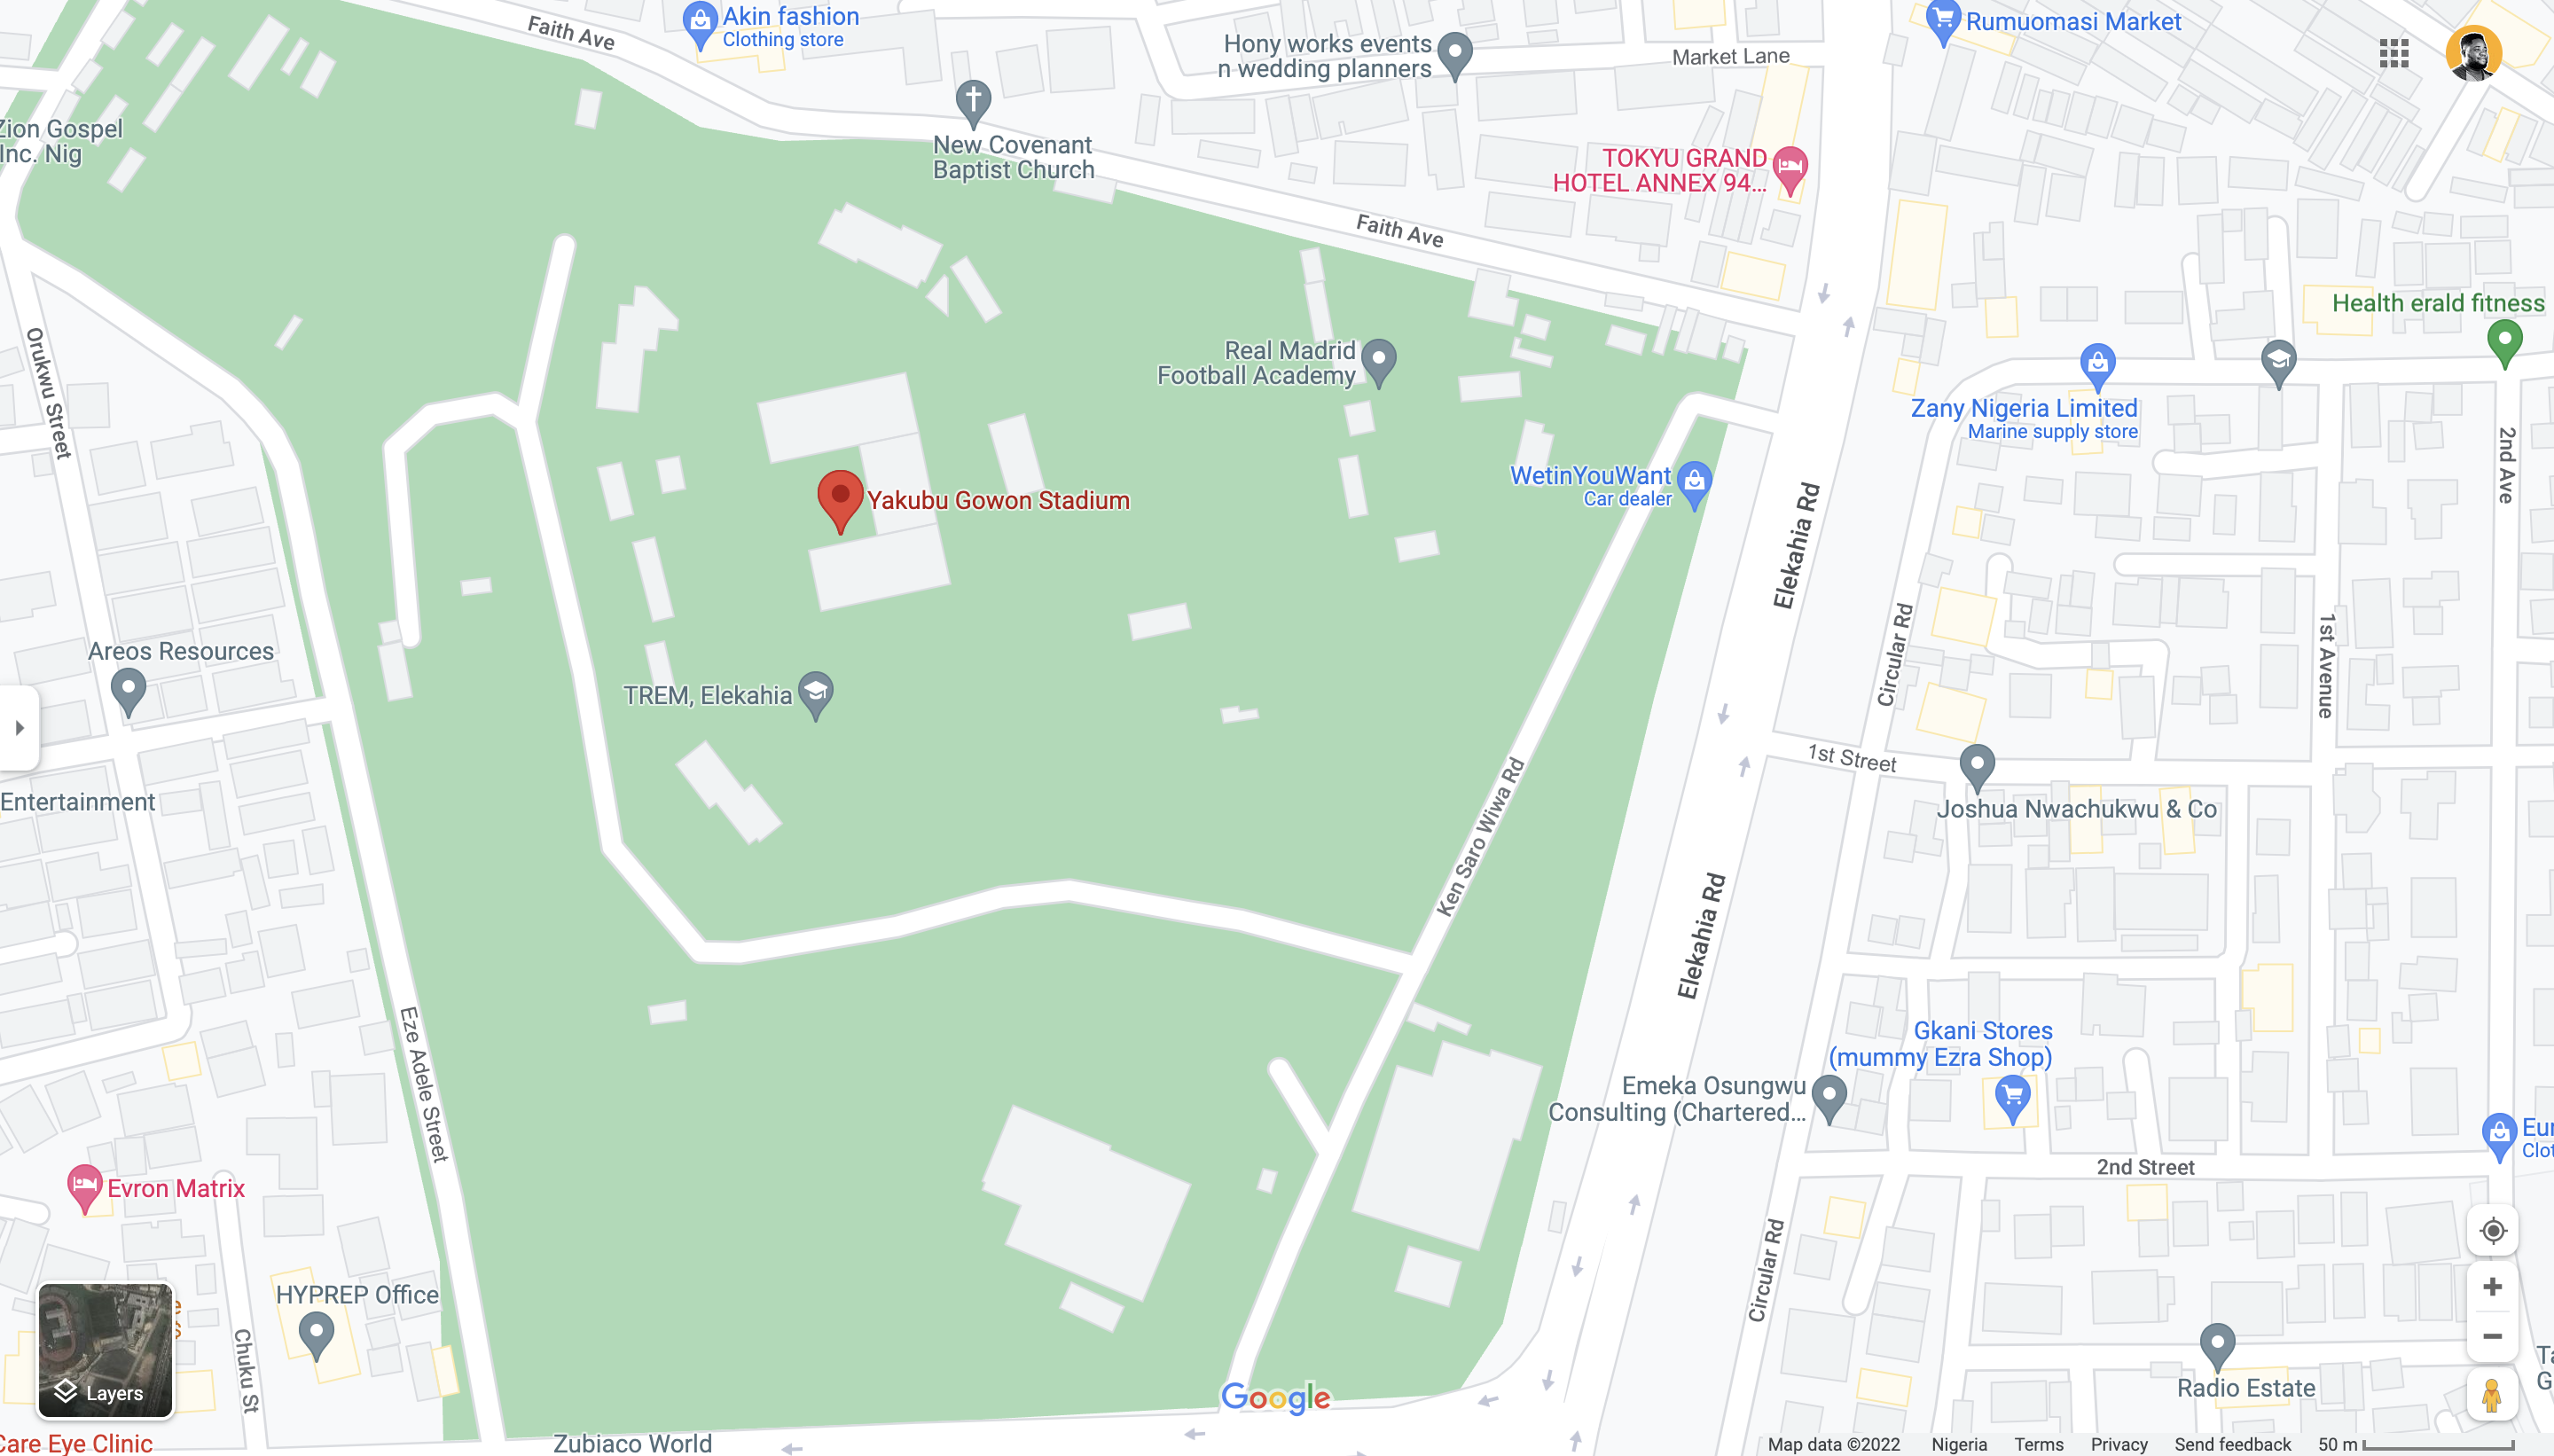 Faith Ave
Akin fashion
Clothing store
Hony works events
n wedding planners
Market Lane
Rumuomasi Market
Zion Gospel
Inc. Nig
New Covenant
Baptist Church
TOKYU GRAND
HOTEL ANNEX 94...
Faith Ave
Health erald fitness
Real Madrid
Football Academy
Orukwu Street
Zany Nigeria Limited
Marine supply store
2nd Ave
WetinYouWant
Car dealer
Yakubu Gowon Stadium
Elekahia Rd
Circular Rd
1st Avenue
Areos Resources
TREM, Elekahia
1st Street
Entertainment
Joshua Nwachukwu & Co
Ken Saro Wiwa Rd
Elekahia Rd
Eze Adele Street
Gkani Stores
(mummy Ezra Shop)
Emeka Osungwu
Consulting (Chartered...
Eur
Clot
2nd Street
Evron Matrix
Circular Rd
HYPREP Office
Chuku St
Layers
Google
Radio Estate
Care Eye Clinic
Zubiaco World
Map data ©2022 Nigeria Terms Privacy Send feedback 50 m